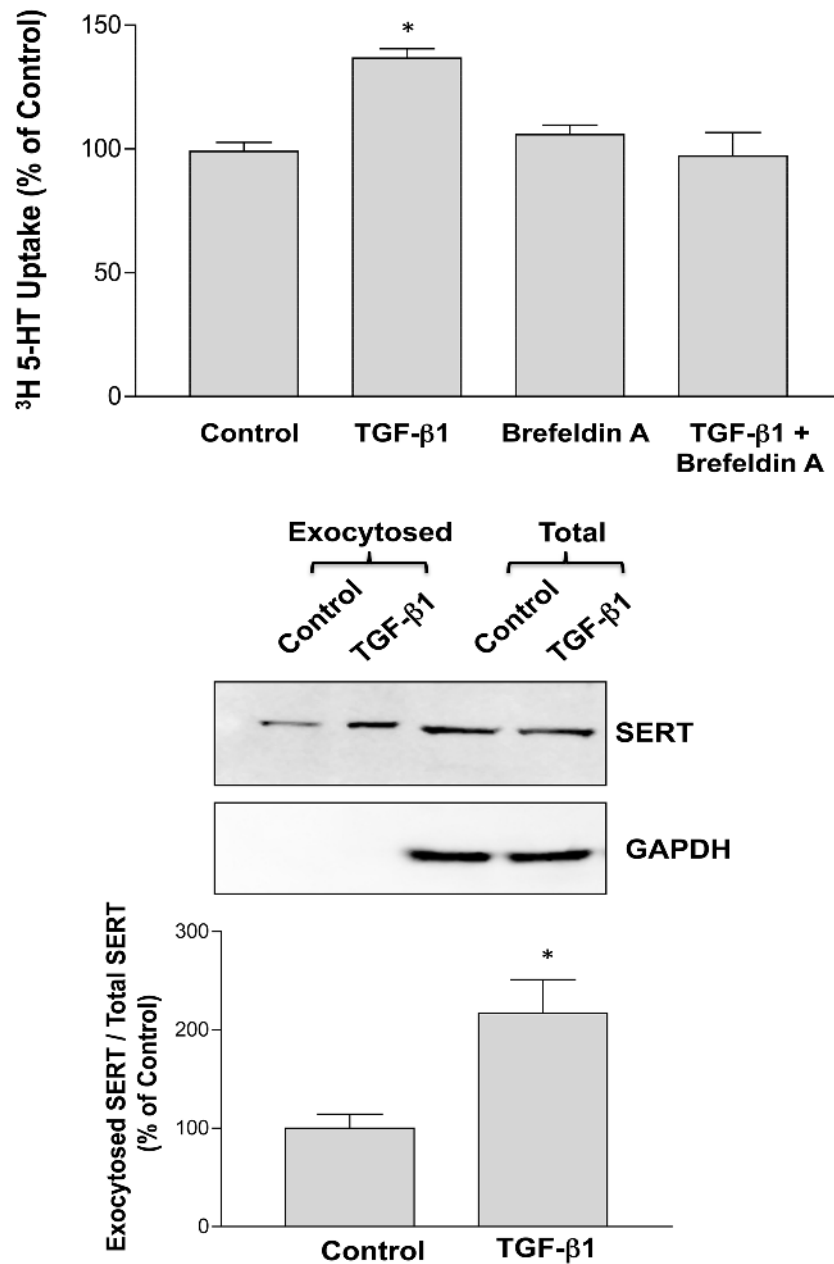 ³H 5-HT Uptake (% of Control)
150
*
100
50
0
Control
TGF-β1
Brefeldin A
TGF-β1 +
Brefeldin A
Exocytosed
Total
Control
TGF-β1
Control
TGF-β1
SERT
GAPDH
Exocytosed SERT / Total SERT
(% of Control)
300
*
200
100
0
Control
TGF-β1